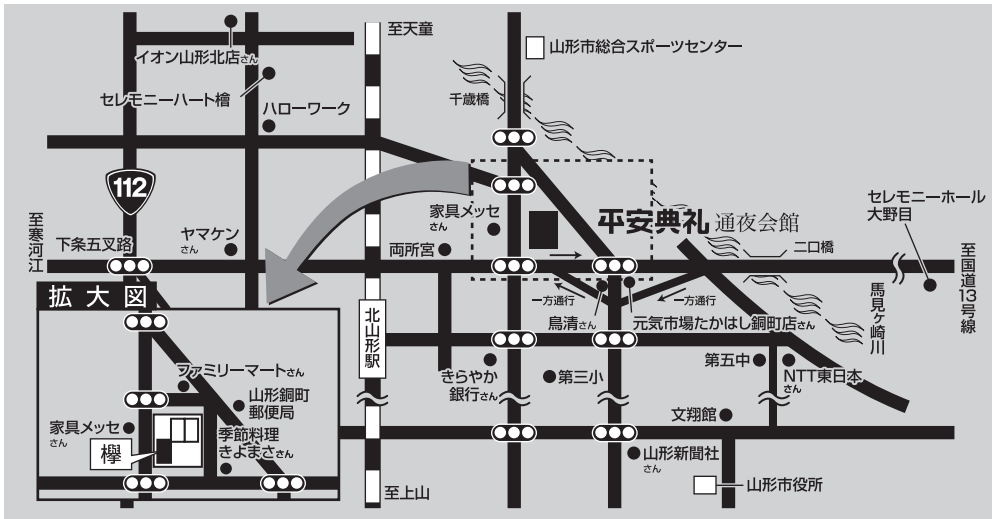 至天童
山形市総合スポーツセンター
イオン山形北店さん
セレモニーハート檜
ハローワーク
千歳橋
112
至寒河江
下条五叉路
ヤマケン
さん
両所宮
家具メッセ
さん
平安典礼 通夜会館
二口橋
セレモニーホール
大野目
至国道13号線
馬見ヶ崎川
一方通行
一方通行
鳥清さん
元気市場たかはし銅町店さん
北山形駅
きらやか
銀行さん
第三小
第五中
NTT東日本
さん
文翔館
山形新聞社
さん
山形市役所
至上山
拡大図
ファミリーマートさん
山形銅町
郵便局
家具メッセ
さん
欅
季節料理
きよまささん